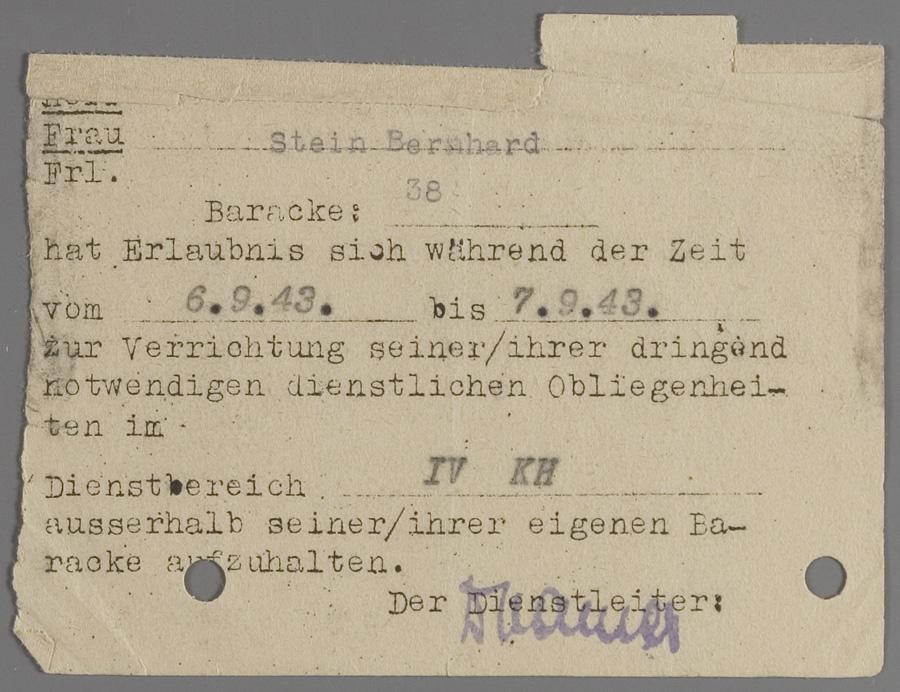 Herr
Frau Stein Bernhard
Frl.
38
Baracke:
hat Erlaubnis sich während der Zeit
vom 6.9.43. bis 7.9.43.
zur Verrichtung seiner/ihrer dringend
notwendigen dienstlichen Obliegenhei-
ten im
Dienstbereich IV KH
ausserhalb seiner/ihrer eigenen Ba-
racke aufzuhalten.
Der Dienstleiter: